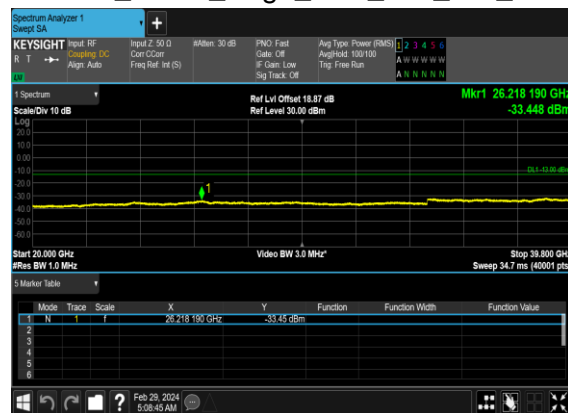 Spectrum Analyzer 1
Swept SA
+
KEYSIGHT Input: RF Input Z: 50 Ω #Atten: 30 dB PNO: Fast Avg Type: Power (RMS) 1 2 3 4 5 6
R T Coupling: DC Corr CCorr Gate: Off Avg|Hold: 100/100 A W W W W W
Align: Auto Freq Ref: Int (S) IF Gain: Low Trig: Free Run
Sig Track: Off A N N N N N
1 Spectrum Ref Lvl Offset 18.87 dB Mkr1 26.218 190 GHz
Scale/Div 10 dB Ref Level 30.00 dBm -33.448 dBm
Log
20.0
10.0
0.00
-10.0 DL1 -13.00 dBm
-20.0
-30.0 1
-40.0
-50.0
-60.0
Start 20.000 GHz Video BW 3.0 MHz* Stop 39.800 GHz
#Res BW 1.0 MHz Sweep 34.7 ms (40001 pts)
5 Marker Table
Mode Trace Scale X Y Function Function Width Function Value
1 N 1 f 26.218 190 GHz -33.45 dBm
2
3
4
5
6
? Feb 29, 2024
5:08:45 AM